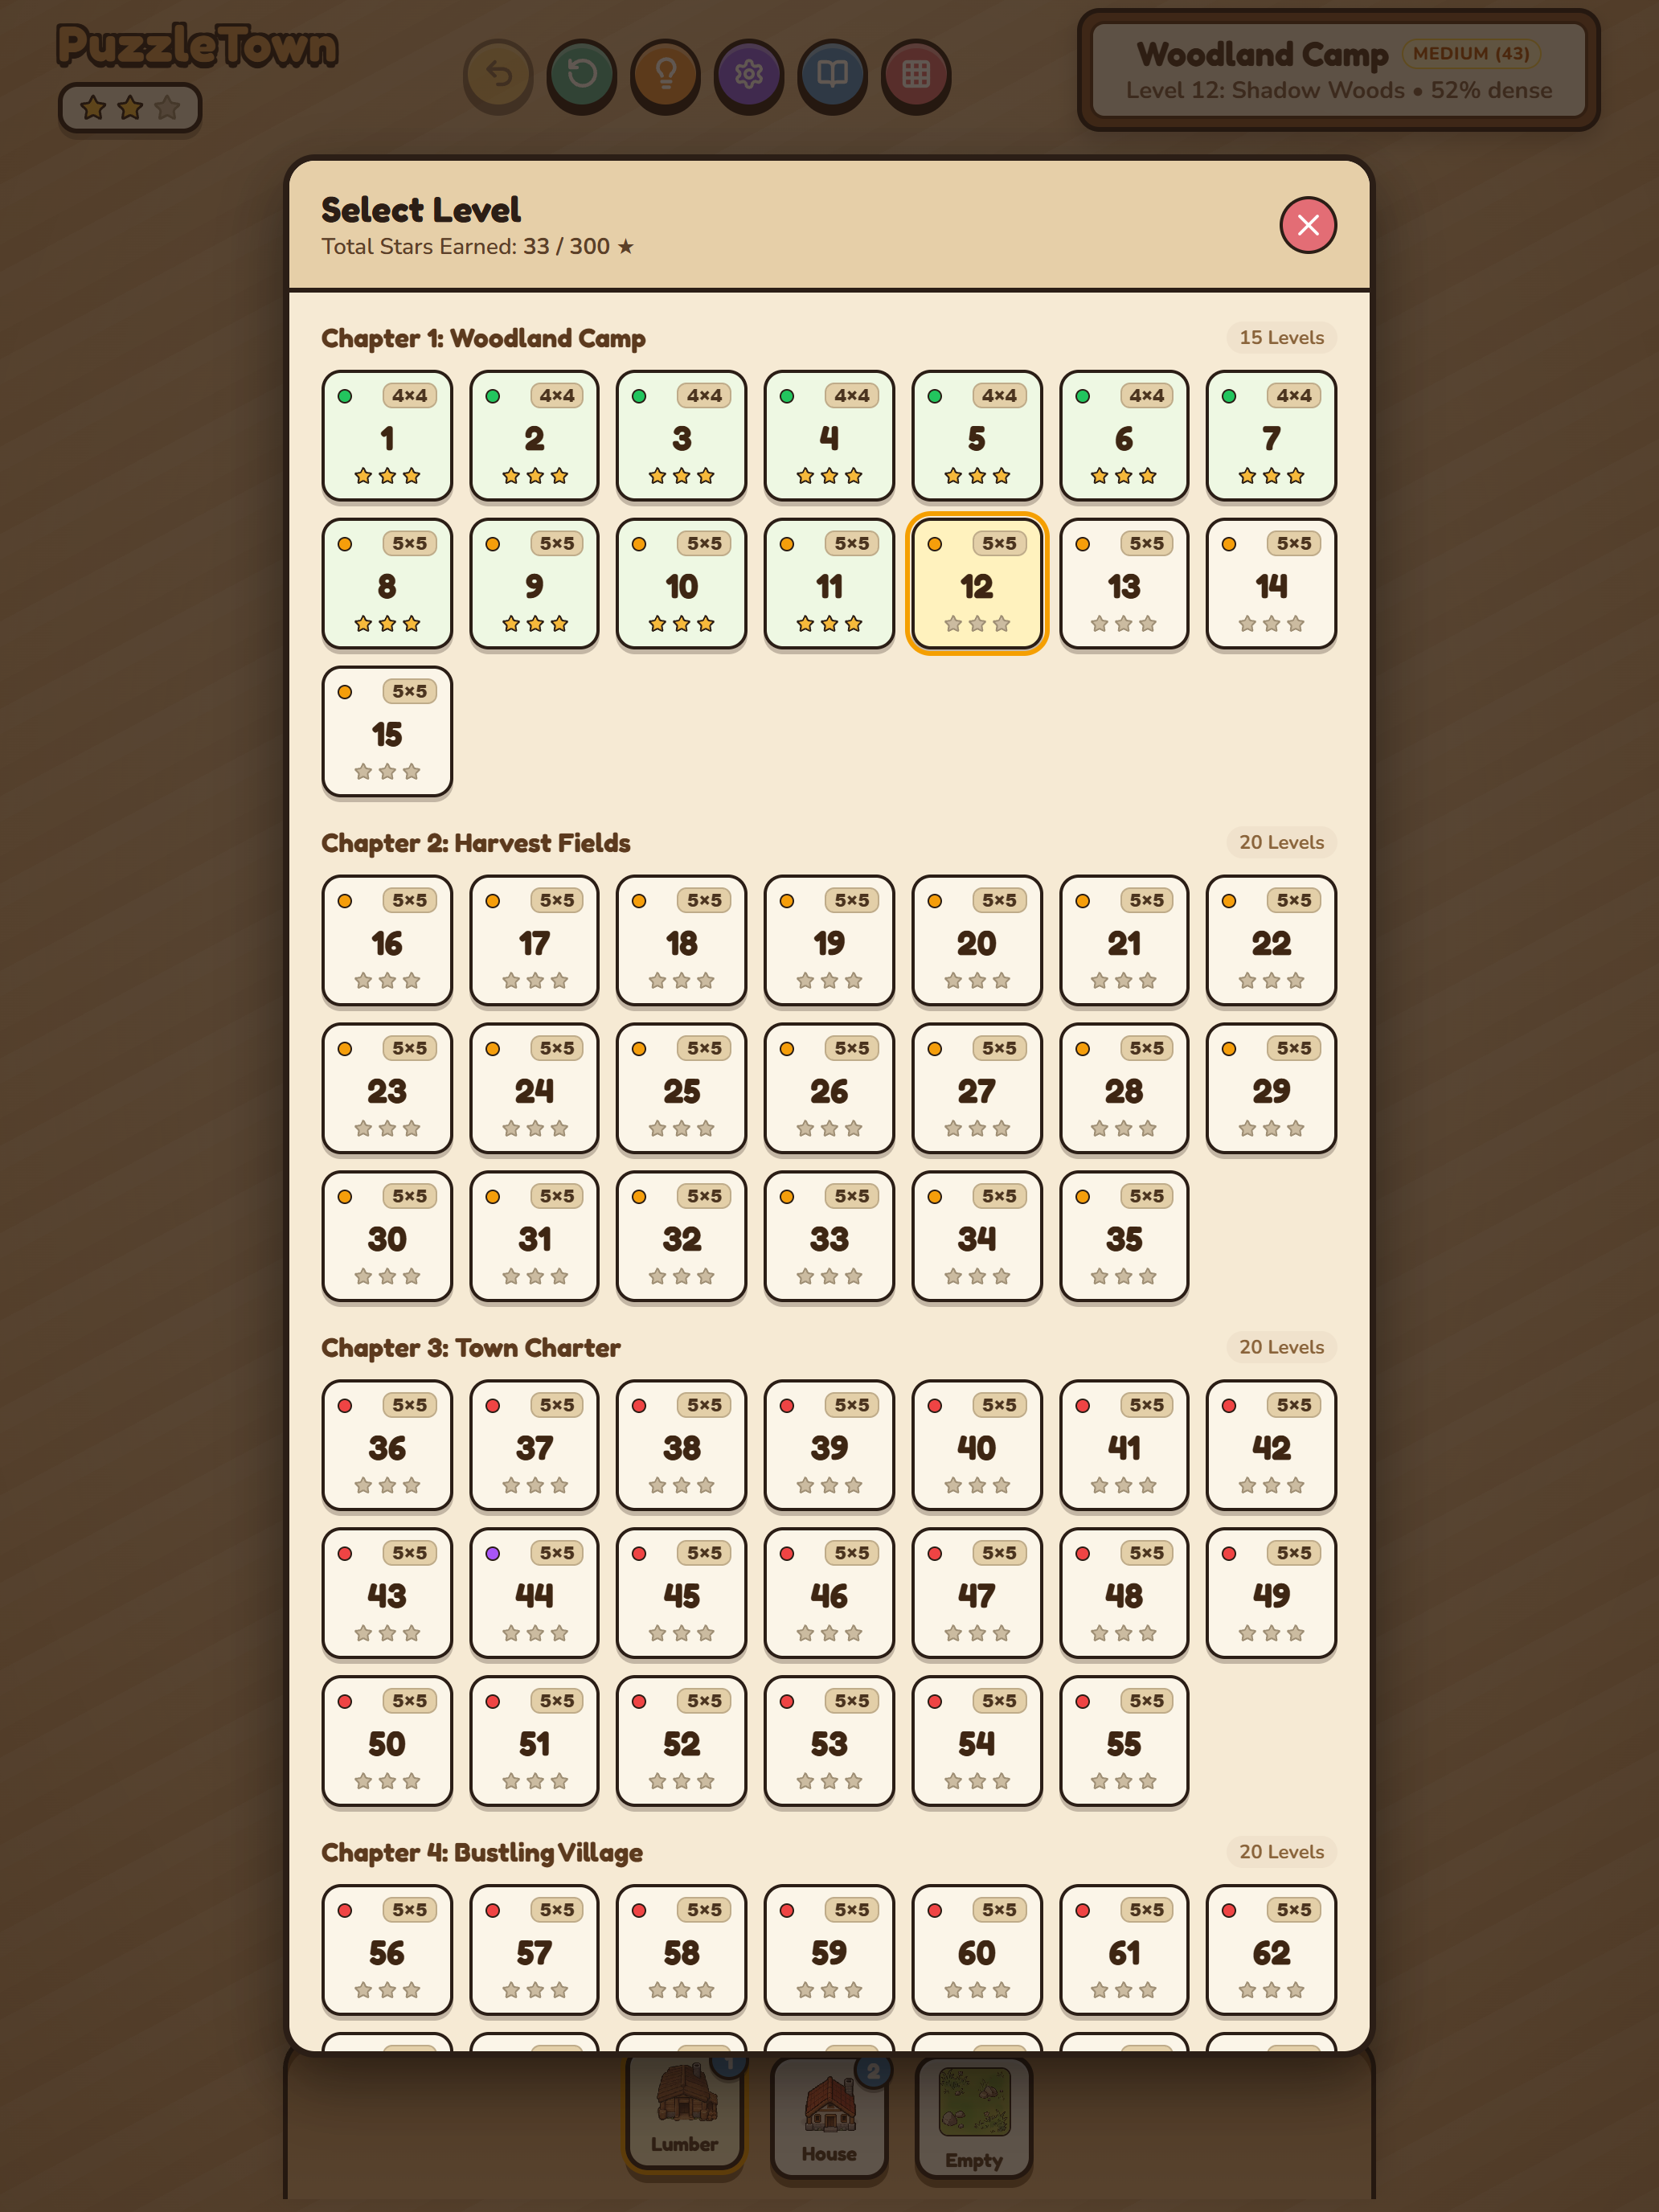 PuzzleTown
Woodland Camp MEDIUM (43)
Level 12: Shadow Woods • 52% dense
Select Level
Total Stars Earned: 33 / 300 ★
Chapter 1: Woodland Camp 15 Levels
4×4 4×4 4×4 4×4 4×4 4×4 4×4
1 2 3 4 5 6 7
5×5 5×5 5×5 5×5 5×5 5×5 5×5
8 9 10 11 12 13 14
5×5
15
Chapter 2: Harvest Fields 20 Levels
5×5 5×5 5×5 5×5 5×5 5×5 5×5
16 17 18 19 20 21 22
5×5 5×5 5×5 5×5 5×5 5×5 5×5
23 24 25 26 27 28 29
5×5 5×5 5×5 5×5 5×5 5×5
30 31 32 33 34 35
Chapter 3: Town Charter 20 Levels
5×5 5×5 5×5 5×5 5×5 5×5 5×5
36 37 38 39 40 41 42
5×5 5×5 5×5 5×5 5×5 5×5 5×5
43 44 45 46 47 48 49
5×5 5×5 5×5 5×5 5×5 5×5
50 51 52 53 54 55
Chapter 4: Bustling Village 20 Levels
5×5 5×5 5×5 5×5 5×5 5×5 5×5
56 57 58 59 60 61 62
1 2
Lumber House Empty